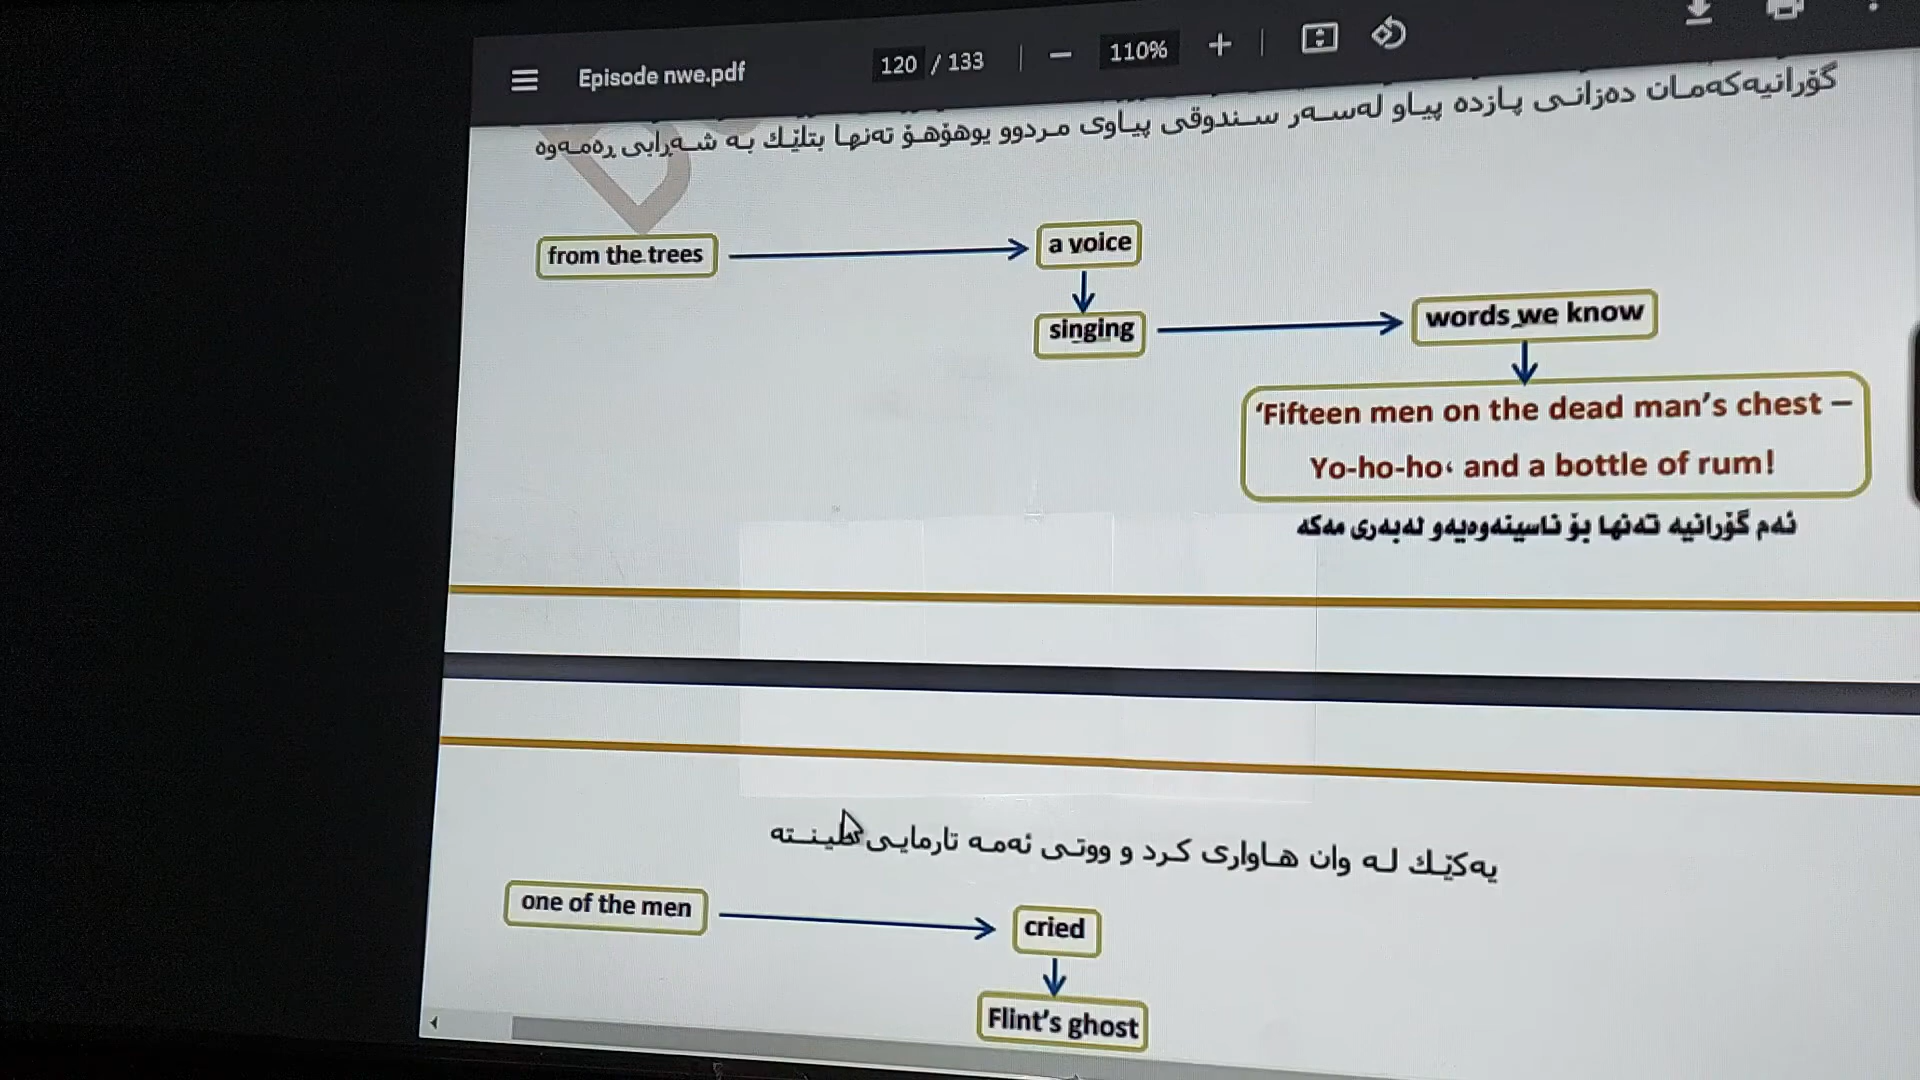 Episode nwe.pdf
120 / 133
110%
گۆرانیەکەمان دەزانی پازدە پیاو لەسەر سندوقی پیاوی مردوو یوهۆهۆ تەنها بتلێك بە شەڕابی ڕەمەوە
from the trees
a voice
singing
words we know
‘Fifteen men on the dead man’s chest –
Yo-ho-ho، and a bottle of rum!
ئەم گۆرانیە تەنها بۆ ناسینەوەیەو لەبەری مەکە
یەکێك لە وان هاواری کرد و ووتی ئەمە تارمایی
one of the men
cried
Flint’s ghost